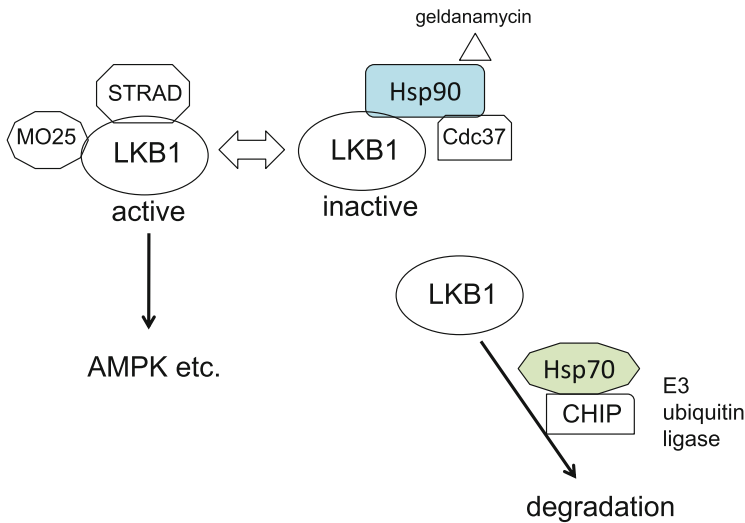 geldanamycin
STRAD
Hsp90
MO25
LKB1
LKB1
Cdc37
active
inactive
LKB1
AMPK etc.
Hsp70
CHIP
E3
ubiquitin
ligase
degradation